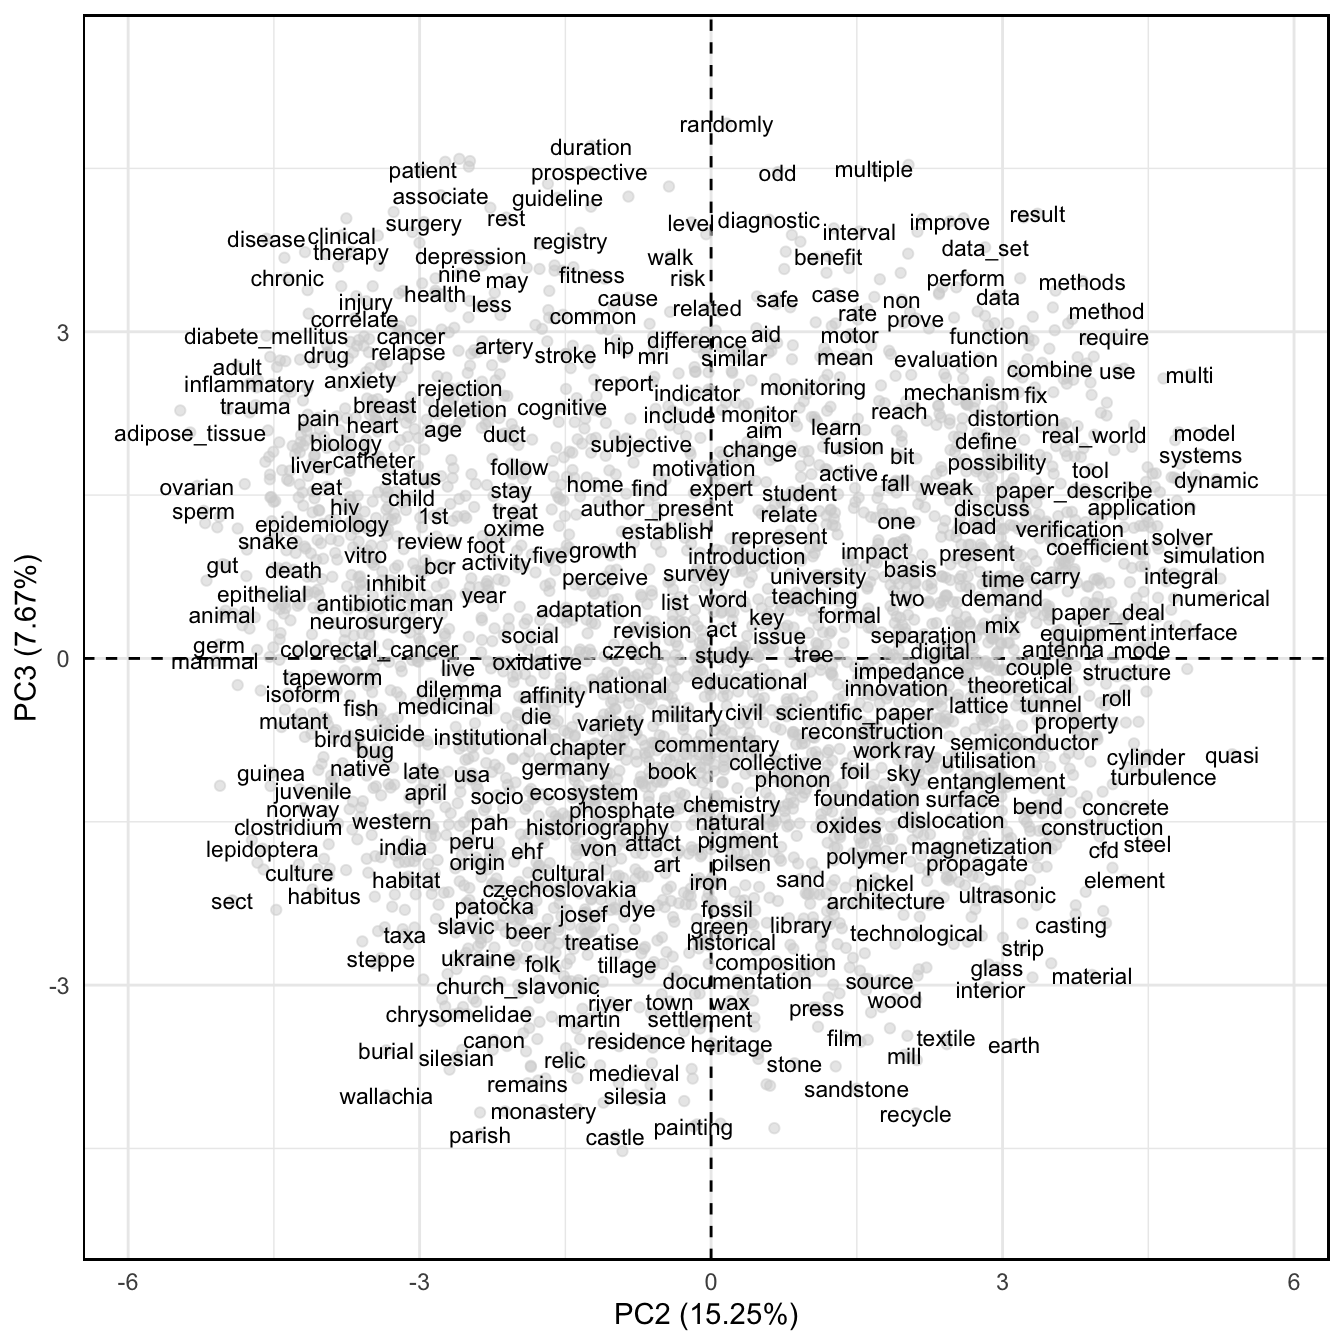 randomly
duration
patient prospective odd multiple
associate guideline
surgery rest level diagnostic interval improve result
disease clinical registry
therapy depression walk benefit data_set
chronic nine may fitness risk perform methods
injury health less cause related safe case non data method
correlate common rate prove
diabete_mellitus cancer artery hip difference aid motor function require
drug relapse stroke mri similar mean evaluation
adult combine use multi
inflammatory anxiety rejection report indicator monitoring mechanism fix
trauma breast deletion cognitive include monitor reach distortion
pain heart age duct aim learn
adipose_tissue biology subjective change fusion define real_world model
liver catheter status follow motivation bit possibility tool systems
ovarian eat child stay home find expert student active fall weak paper_describe dynamic
sperm hiv 1st treat author_present relate one discuss application
epidemiology oxime establish represent load verification solver
snake vitro review foot five growth introduction impact present coefficient simulation
gut death bcr activity perceive survey university basis time carry integral
epithelial inhibit year list word teaching two demand numerical
animal antibiotic man adaptation key formal paper_deal
neurosurgery social revision act issue separation mix equipment interface
germ colorectal_cancer czech study tree digital antenna mode
mammal live oxidative couple structure
tapeworm dilemma national educational impedance theoretical
isoform fish medicinal affinity innovation lattice tunnel roll
mutant suicide die variety military civil scientific_paper property
bird bug institutional chapter commentary reconstruction work ray semiconductor cylinder quasi
guinea native late usa germany book collective foil sky utilisation turbulence
juvenile april socio ecosystem phonon entanglement
norway phosphate chemistry foundation surface bend concrete
clostridium western pah historiography natural oxides dislocation construction
lepidoptera india peru ehf von attact pigment magnetization cfd steel
culture origin art pilsen polymer propagate
habitus habitat cultural iron sand nickel element
sect czechoslovakia architecture ultrasonic
patočka josef dye fossil
taxa slavic beer green library technological casting
steppe treatise historical strip
ukraine folk tillage composition glass material
church_slavonic documentation source interior
chrysomelidae river town wax press wood
martin settlement
burial canon residence heritage film textile earth
silesian relic stone mill
remains medieval
wallachia silesia sandstone
monastery recycle
parish castle painting
3
0
-3
-6 -3 0 3 6
PC2 (15.25%)
PC3 (7.67%)